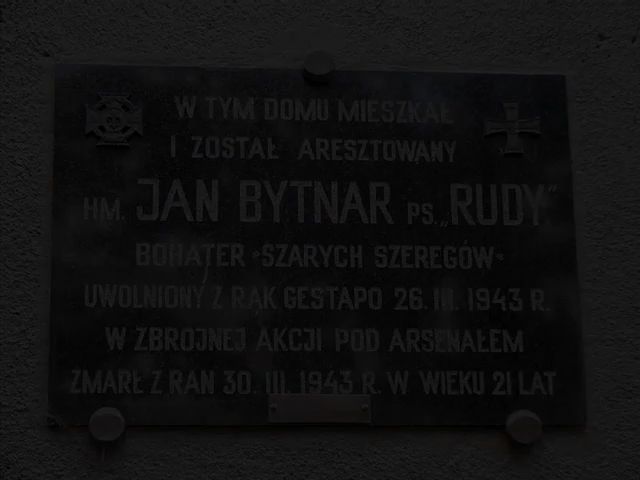 W TYM DOMU MIESZKAŁ
I ZOSTAŁ ARESZTOWANY
HM. JAN BYTNAR PS. „RUDY"
BOHATER "SZARYCH SZEREGÓW"
UWOLNIONY Z RĄK GESTAPO 26. III. 1943 R.
W ZBROJNEJ AKCJI POD ARSENAŁEM
ZMARŁ Z RAN 30. III. 1943 R. W WIEKU 21 LAT